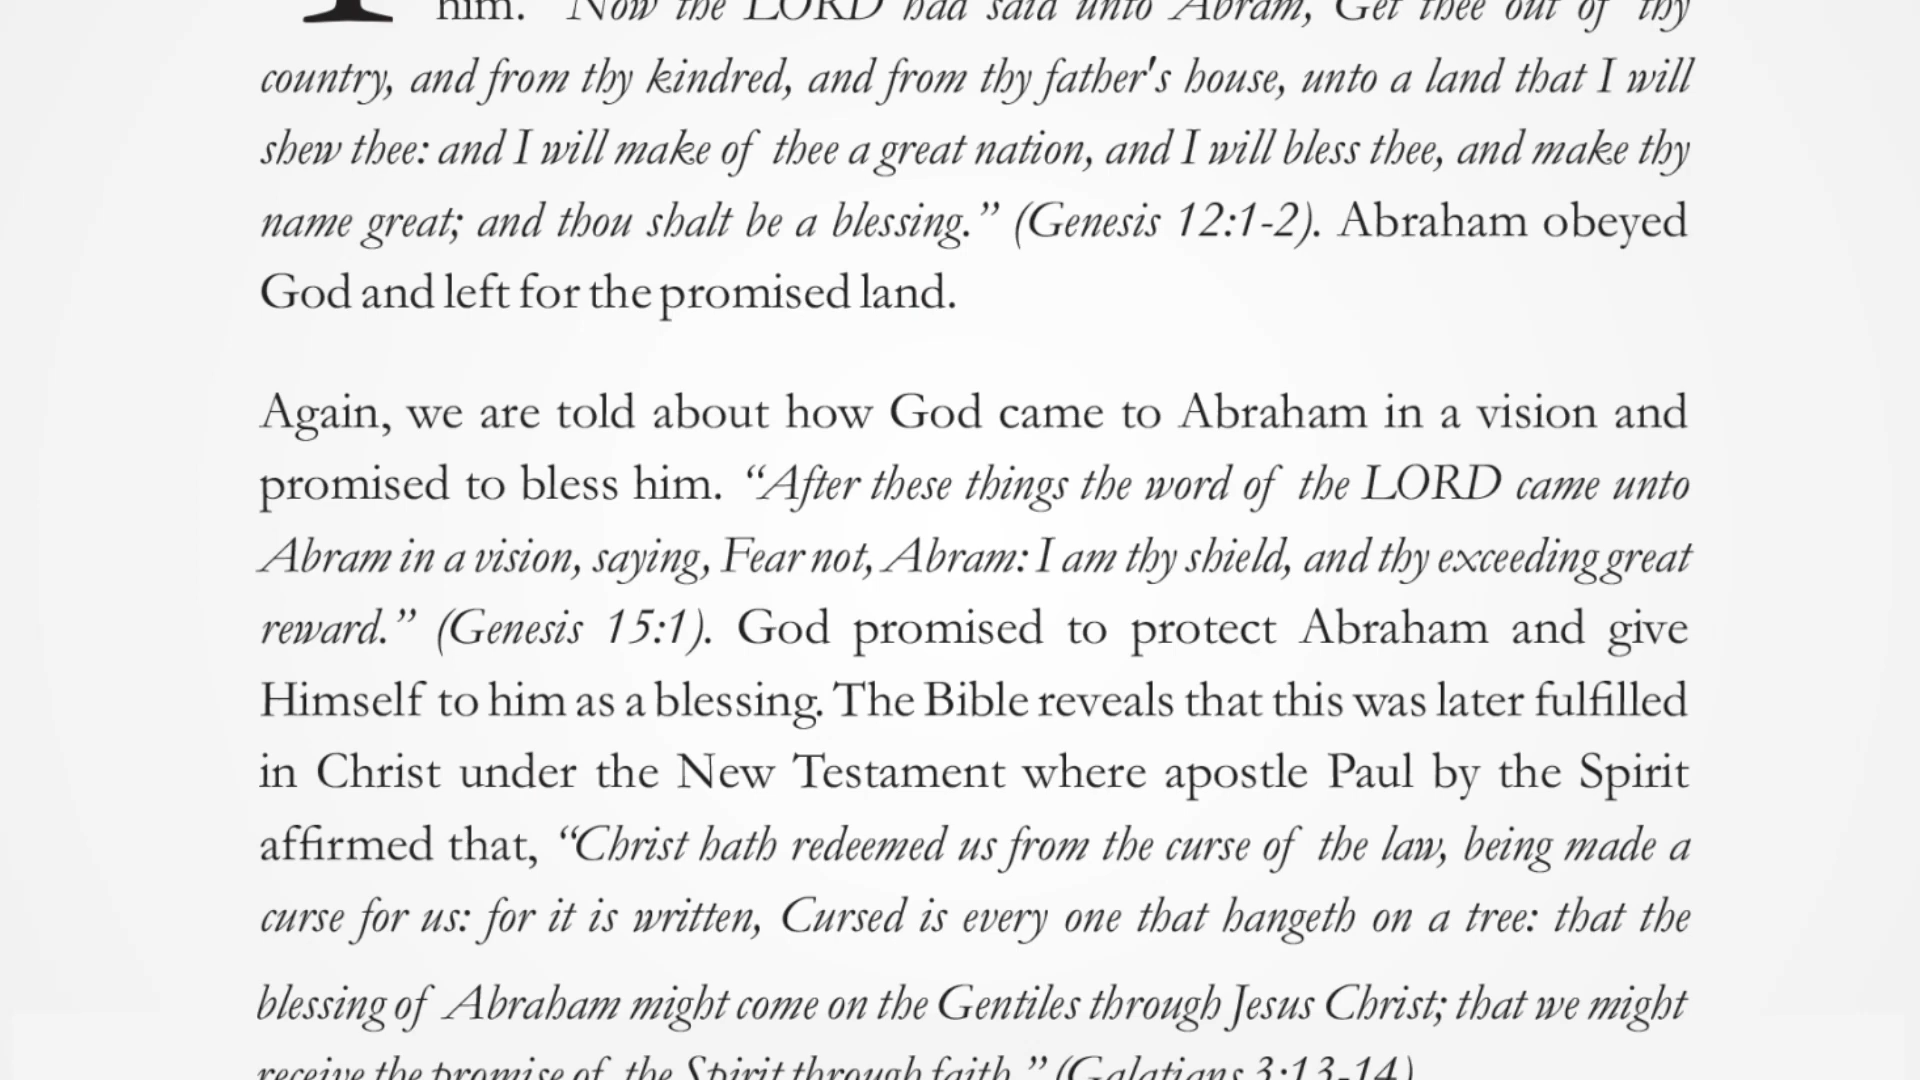 him. “Now the LORD had said unto Abram, Get thee out of thy
country, and from thy kindred, and from thy father's house, unto a land that I will
shew thee: and I will make of thee a great nation, and I will bless thee, and make thy
name great; and thou shalt be a blessing.” (Genesis 12:1-2). Abraham obeyed
God and left for the promised land.
Again, we are told about how God came to Abraham in a vision and
promised to bless him. “After these things the word of the LORD came unto
Abram in a vision, saying, Fear not, Abram: I am thy shield, and thy exceeding great
reward.” (Genesis 15:1). God promised to protect Abraham and give
Himself to him as a blessing. The Bible reveals that this was later fulfilled
in Christ under the New Testament where apostle Paul by the Spirit
affirmed that, “Christ hath redeemed us from the curse of the law, being made a
curse for us: for it is written, Cursed is every one that hangeth on a tree: that the
blessing of Abraham might come on the Gentiles through Jesus Christ; that we might
receive the promise of the Spirit through faith.” (Galatians 3:13-14)